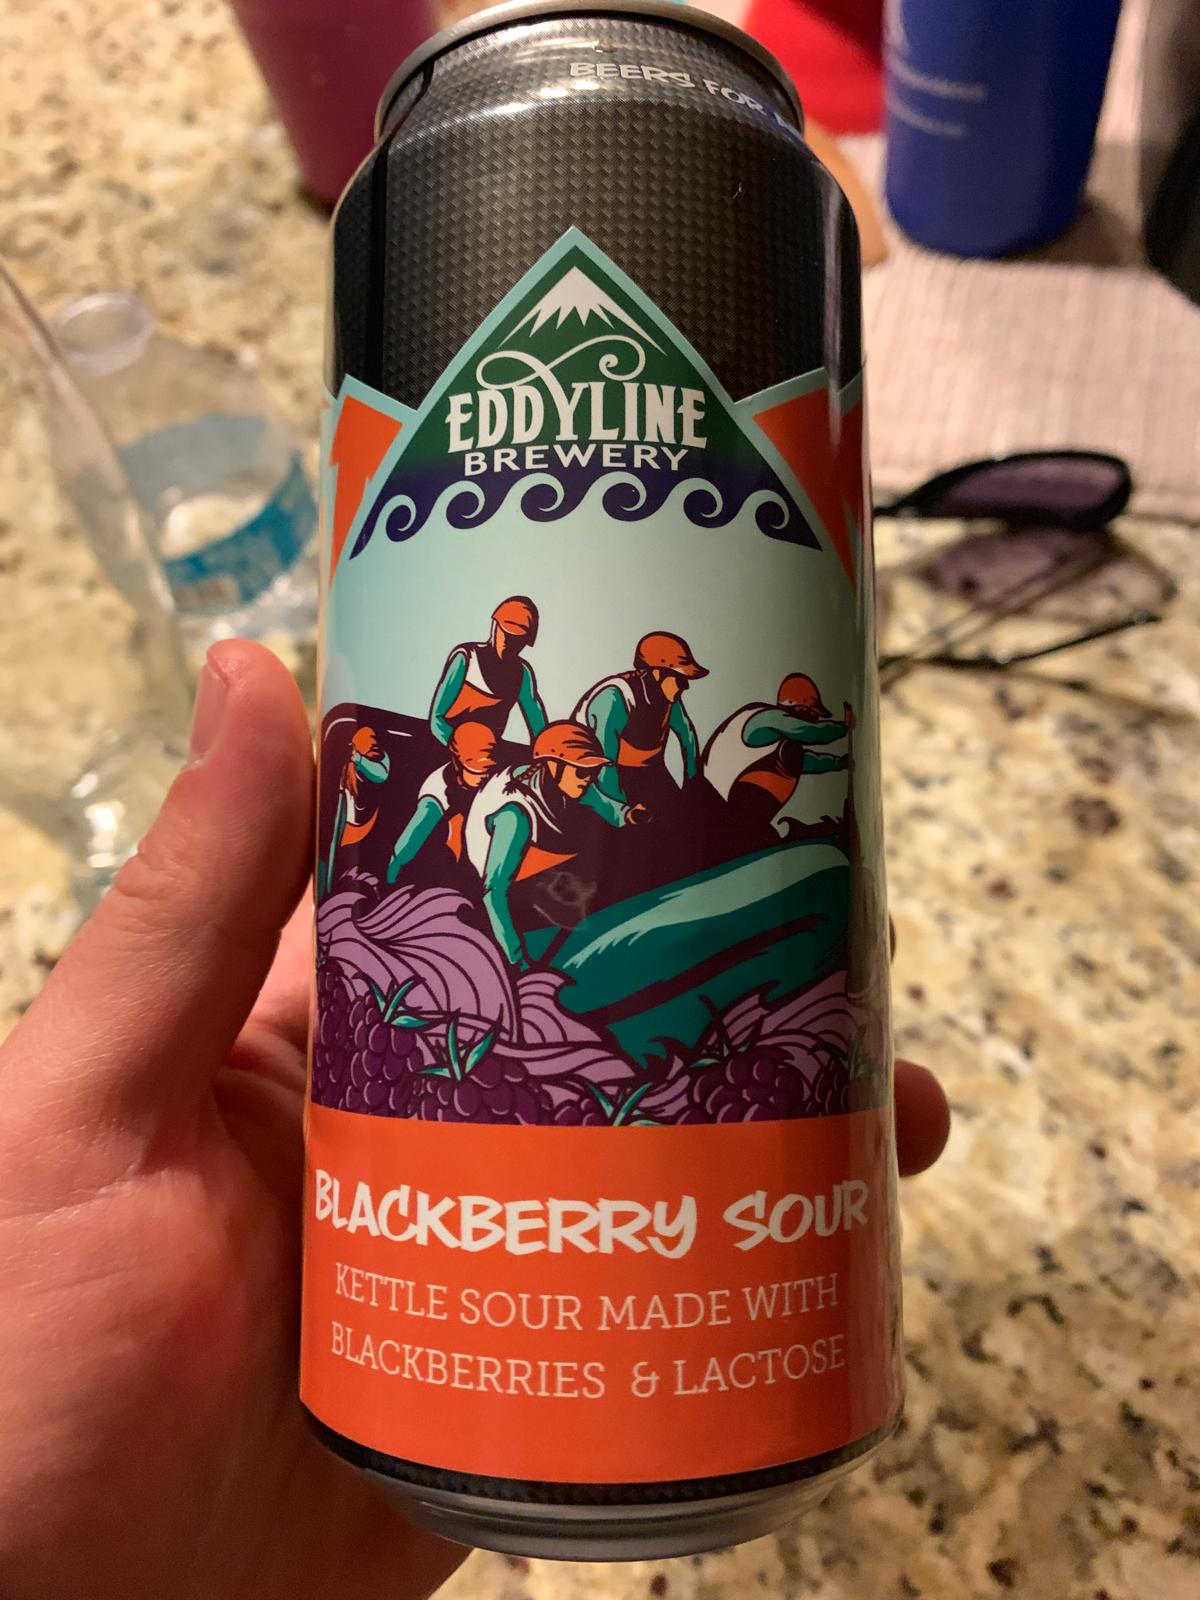 BEERS FOR
EDDYLINE
BREWERY
BLACKBERRY SOUR
KETTLE SOUR MADE WITH
BLACKBERRIES & LACTOSE